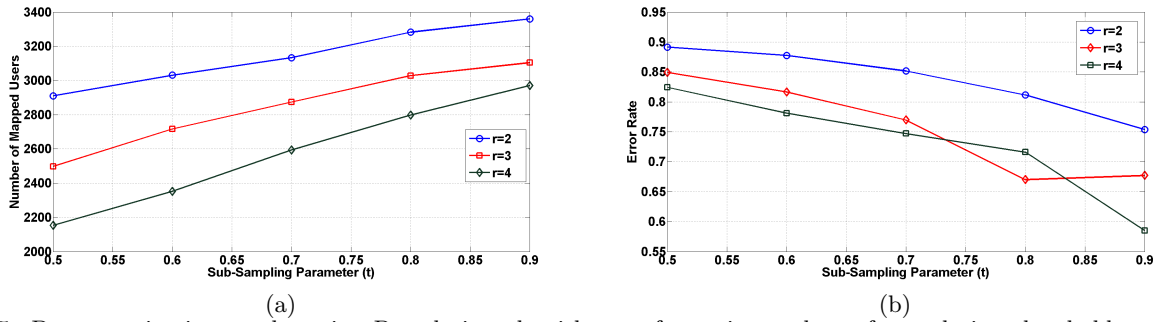 3400
3200
3000
2800
2600
2400
2200
2000
Number of Mapped Users
r=2
r=3
r=4
0.5 0.55 0.6 0.65 0.7 0.75 0.8 0.85 0.9
Sub-Sampling Parameter (t)
(a)
0.95
0.9
0.85
0.8
0.75
0.7
0.65
0.6
0.55
Error Rate
r=2
r=3
r=4
0.5 0.55 0.6 0.65 0.7 0.75 0.8 0.85 0.9
Sub-Sampling Parameter (t)
(b)